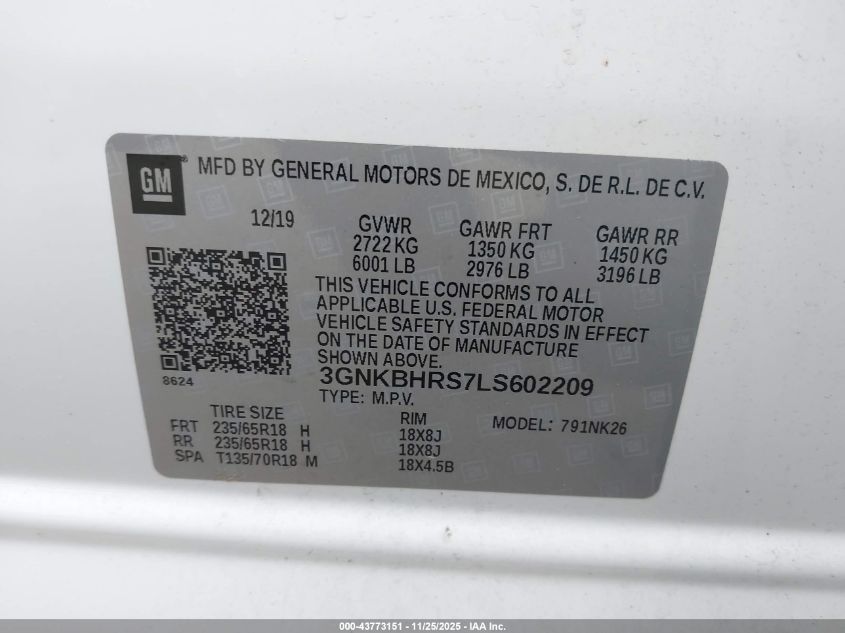 GM ® MFD BY GENERAL MOTORS DE MEXICO, S. DE R.L. DE C.V.
12/19
GVWR GAWR FRT GAWR RR
2722 KG 1350 KG 1450 KG
6001 LB 2976 LB 3196 LB
THIS VEHICLE CONFORMS TO ALL
APPLICABLE U.S. FEDERAL MOTOR
VEHICLE SAFETY STANDARDS IN EFFECT
ON THE DATE OF MANUFACTURE
SHOWN ABOVE.
8624
3GNKBHRS7LS602209
TYPE: M.P.V.
TIRE SIZE RIM MODEL: 791NK26
FRT 235/65R18 H 18X8J
RR 235/65R18 H 18X8J
SPA T135/70R18 M 18X4.5B
000-43773151 - 11/25/2025 - IAA Inc.